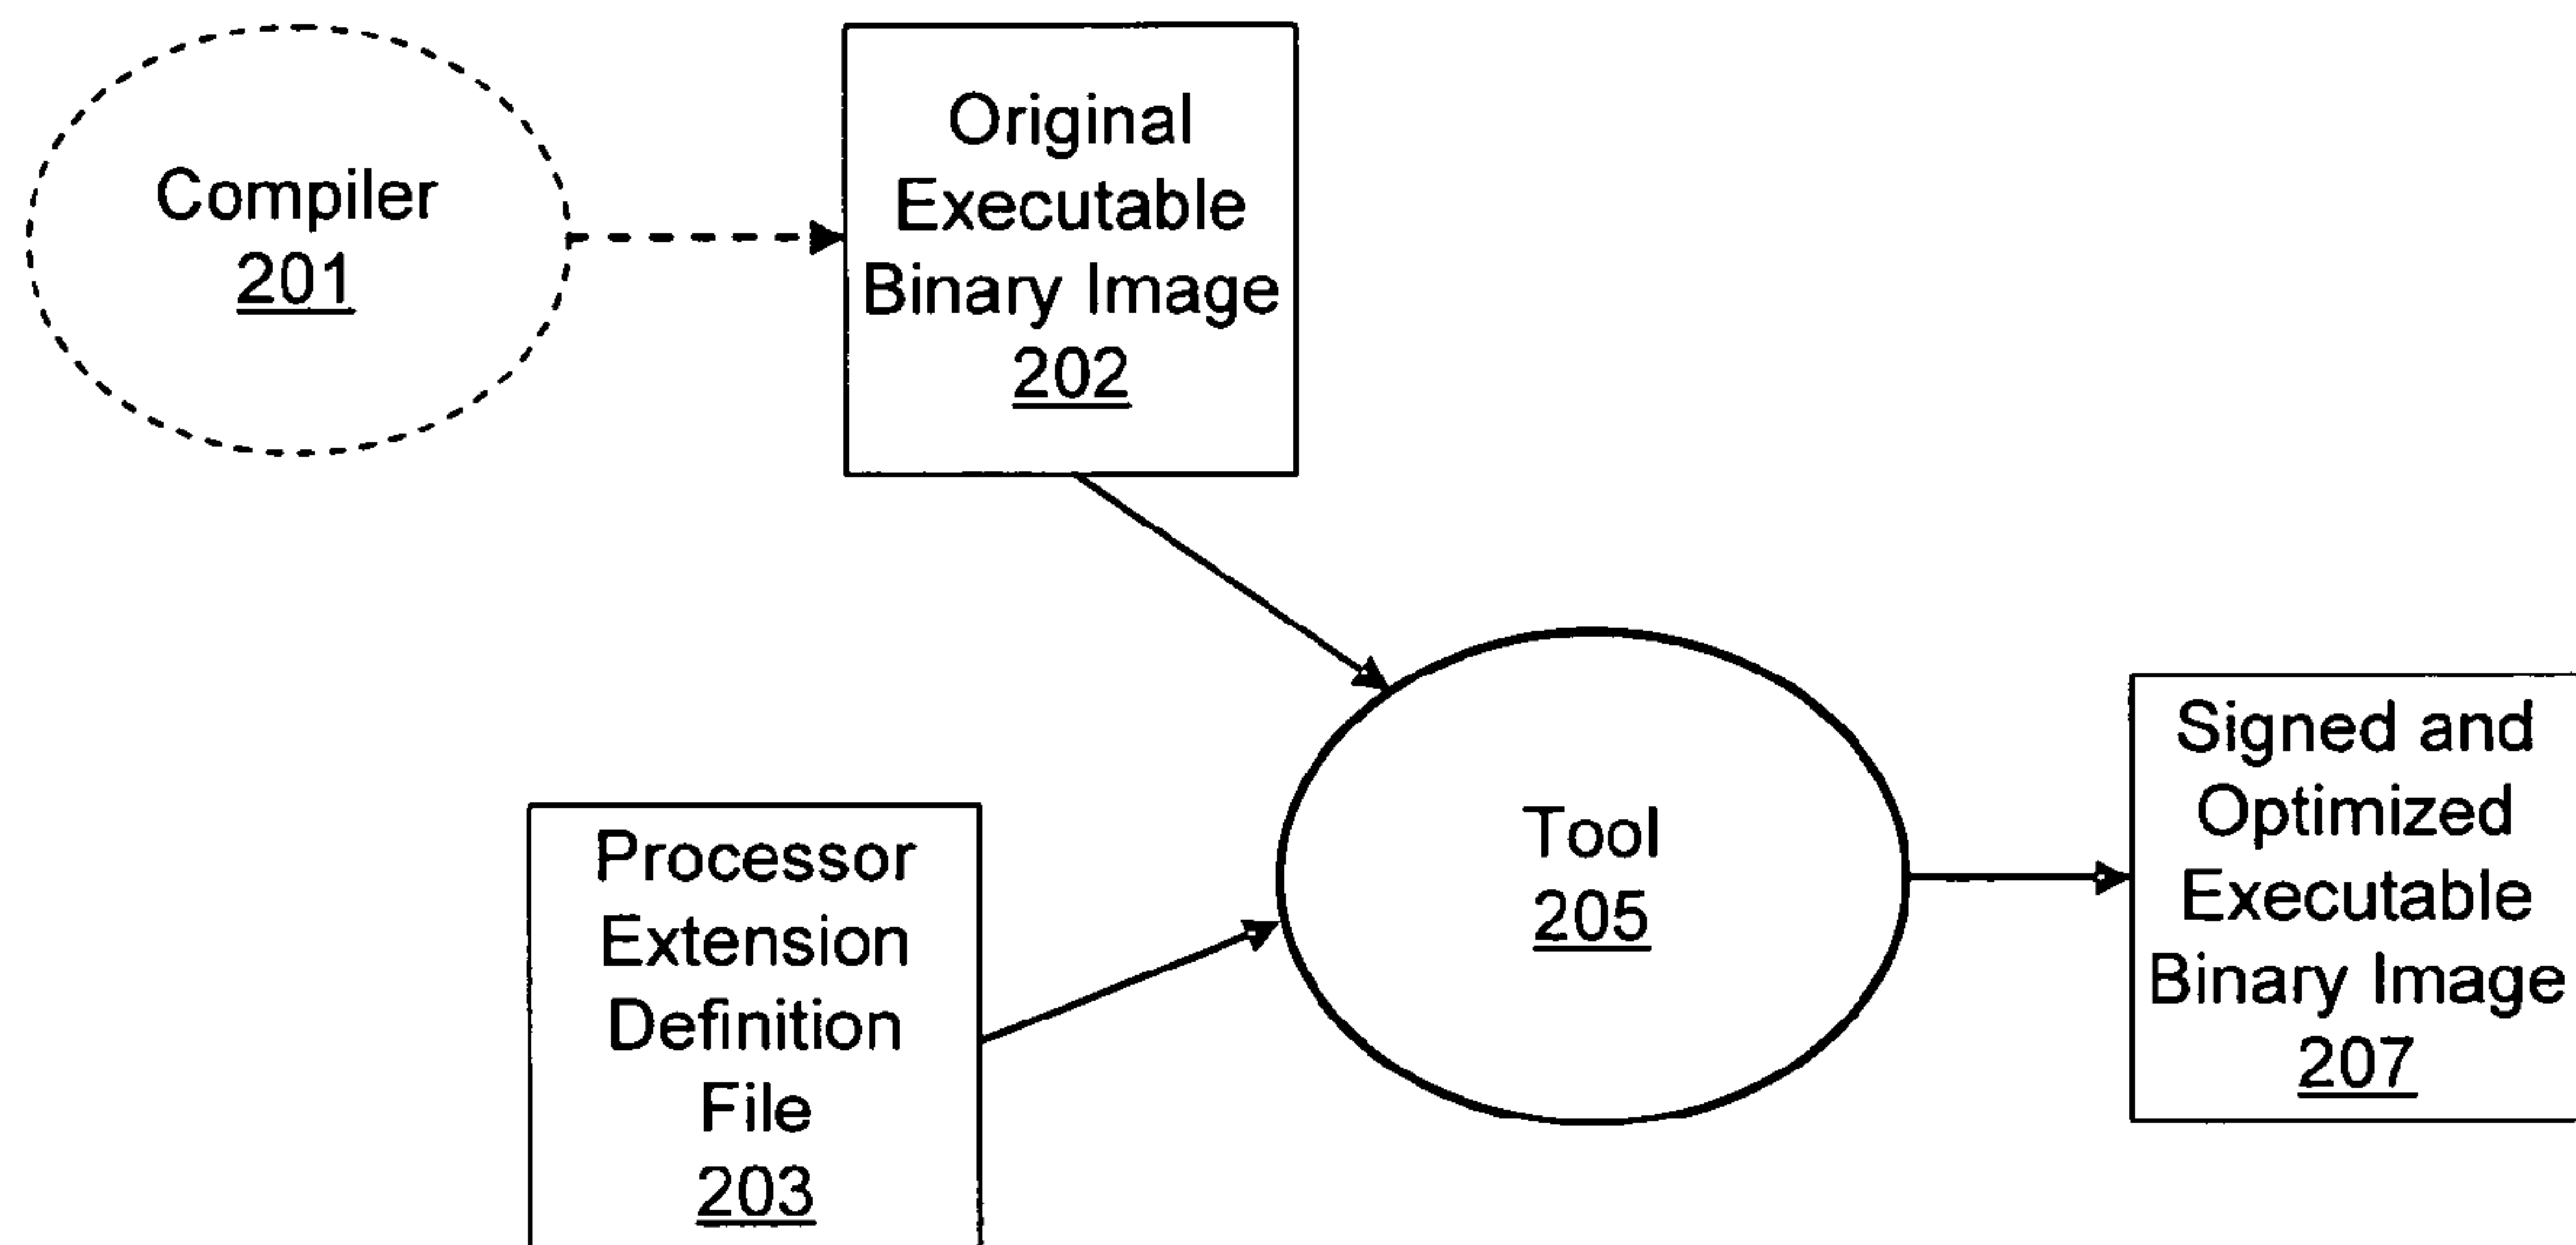 Compiler
201
Original
Executable
Binary Image
202
Processor
Extension
Definition
File
203
Tool
205
Signed and
Optimized
Executable
Binary Image
207